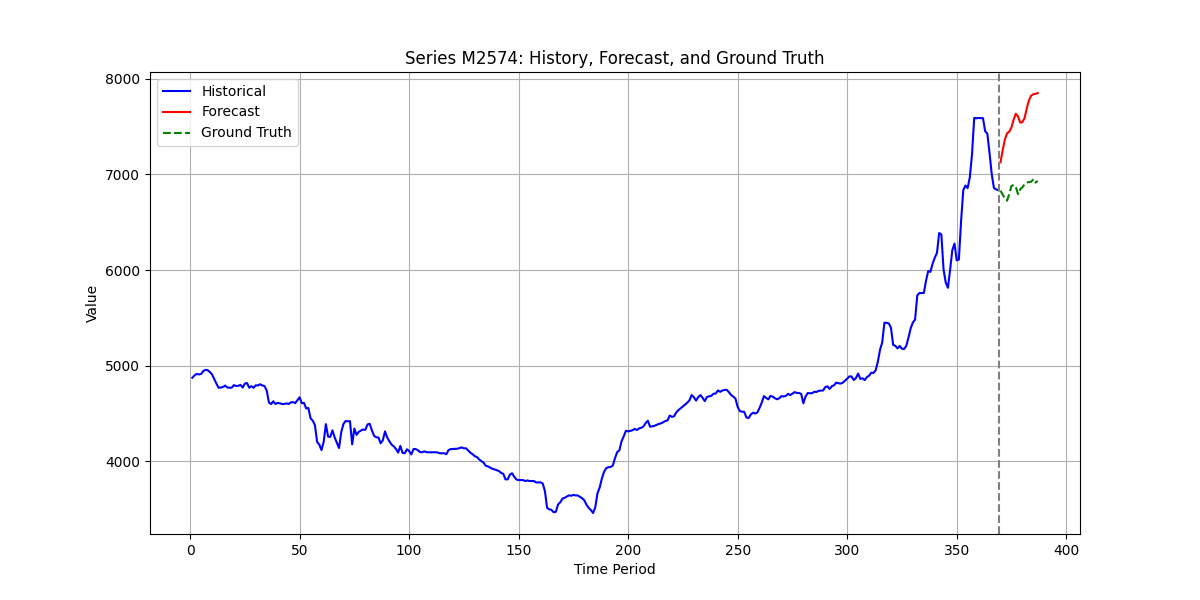 Series M2574: History, Forecast, and Ground Truth
Historical
Forecast
Ground Truth
8000
7000
6000
5000
4000
Value
0 50 100 150 200 250 300 350 400
Time Period